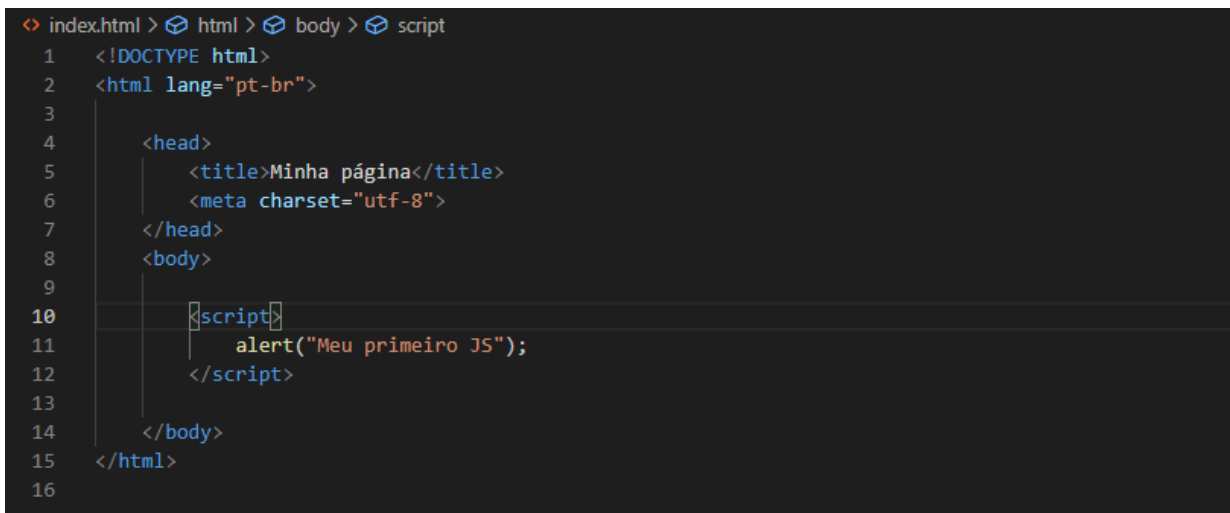 index.html > html > body > script
1 <!DOCTYPE html>
2 <html lang="pt-br">
3
4 <head>
5 <title>Minha página</title>
6 <meta charset="utf-8">
7 </head>
8 <body>
9
10 <script>
11 alert("Meu primeiro JS");
12 </script>
13
14 </body>
15 </html>
16